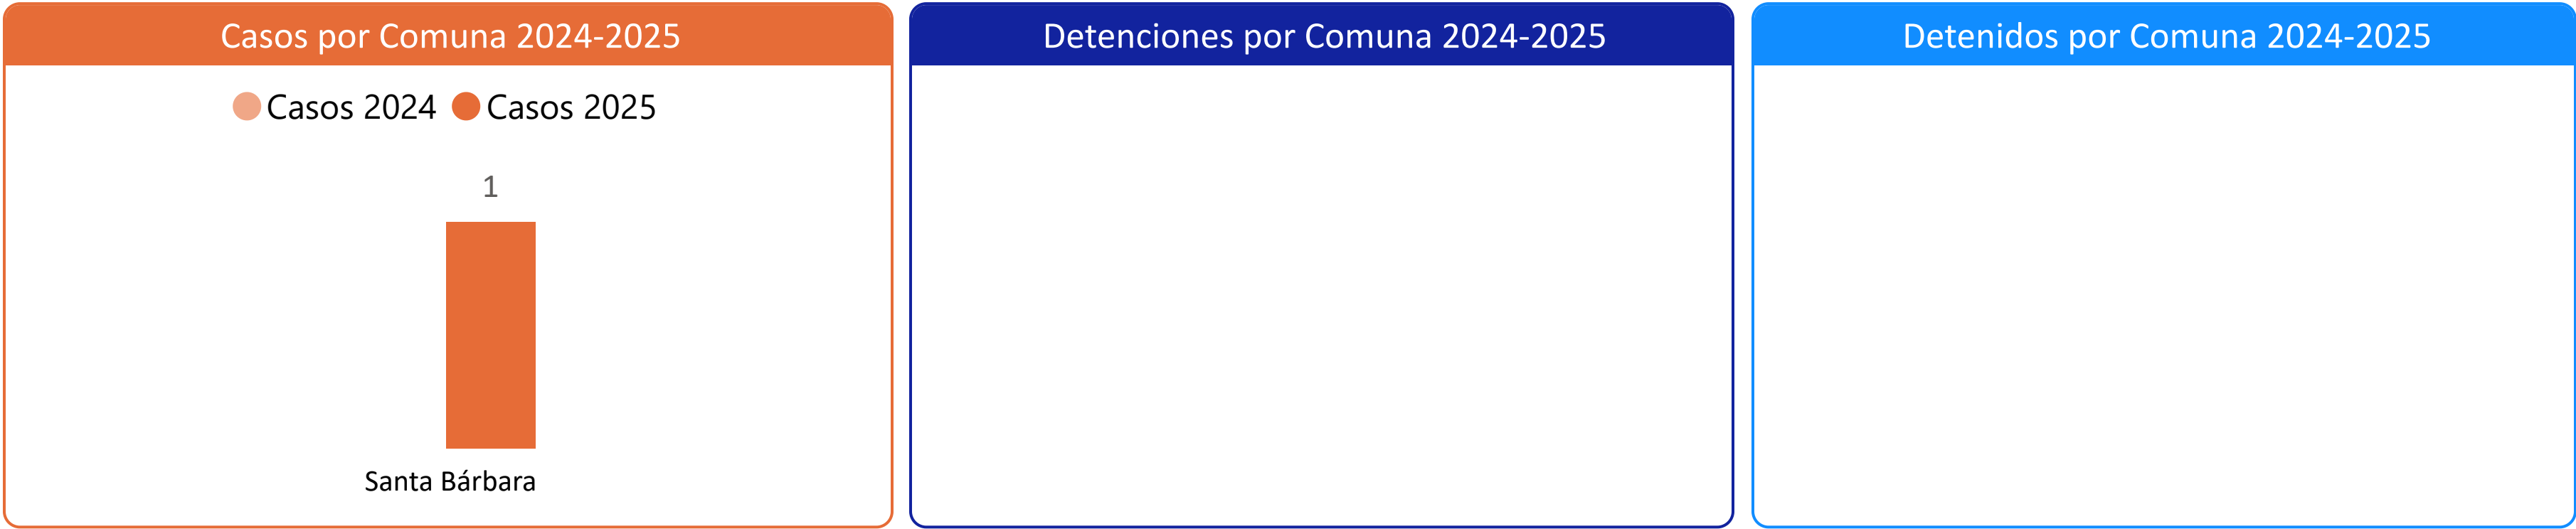 Casos por Comuna 2024-2025
Casos 2024 Casos 2025
1
Santa Bárbara
Detenciones por Comuna 2024-2025
Detenidos por Comuna 2024-2025